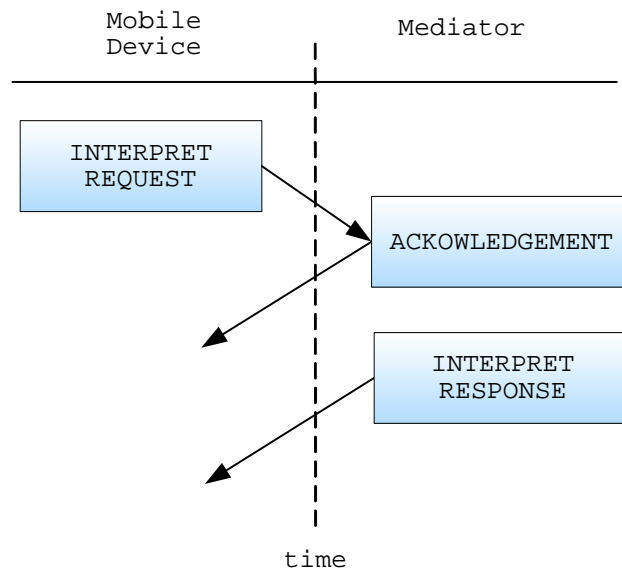 Mobile
Device
Mediator
INTERPRET
REQUEST
ACKOWLEDGEMENT
INTERPRET
RESPONSE
time